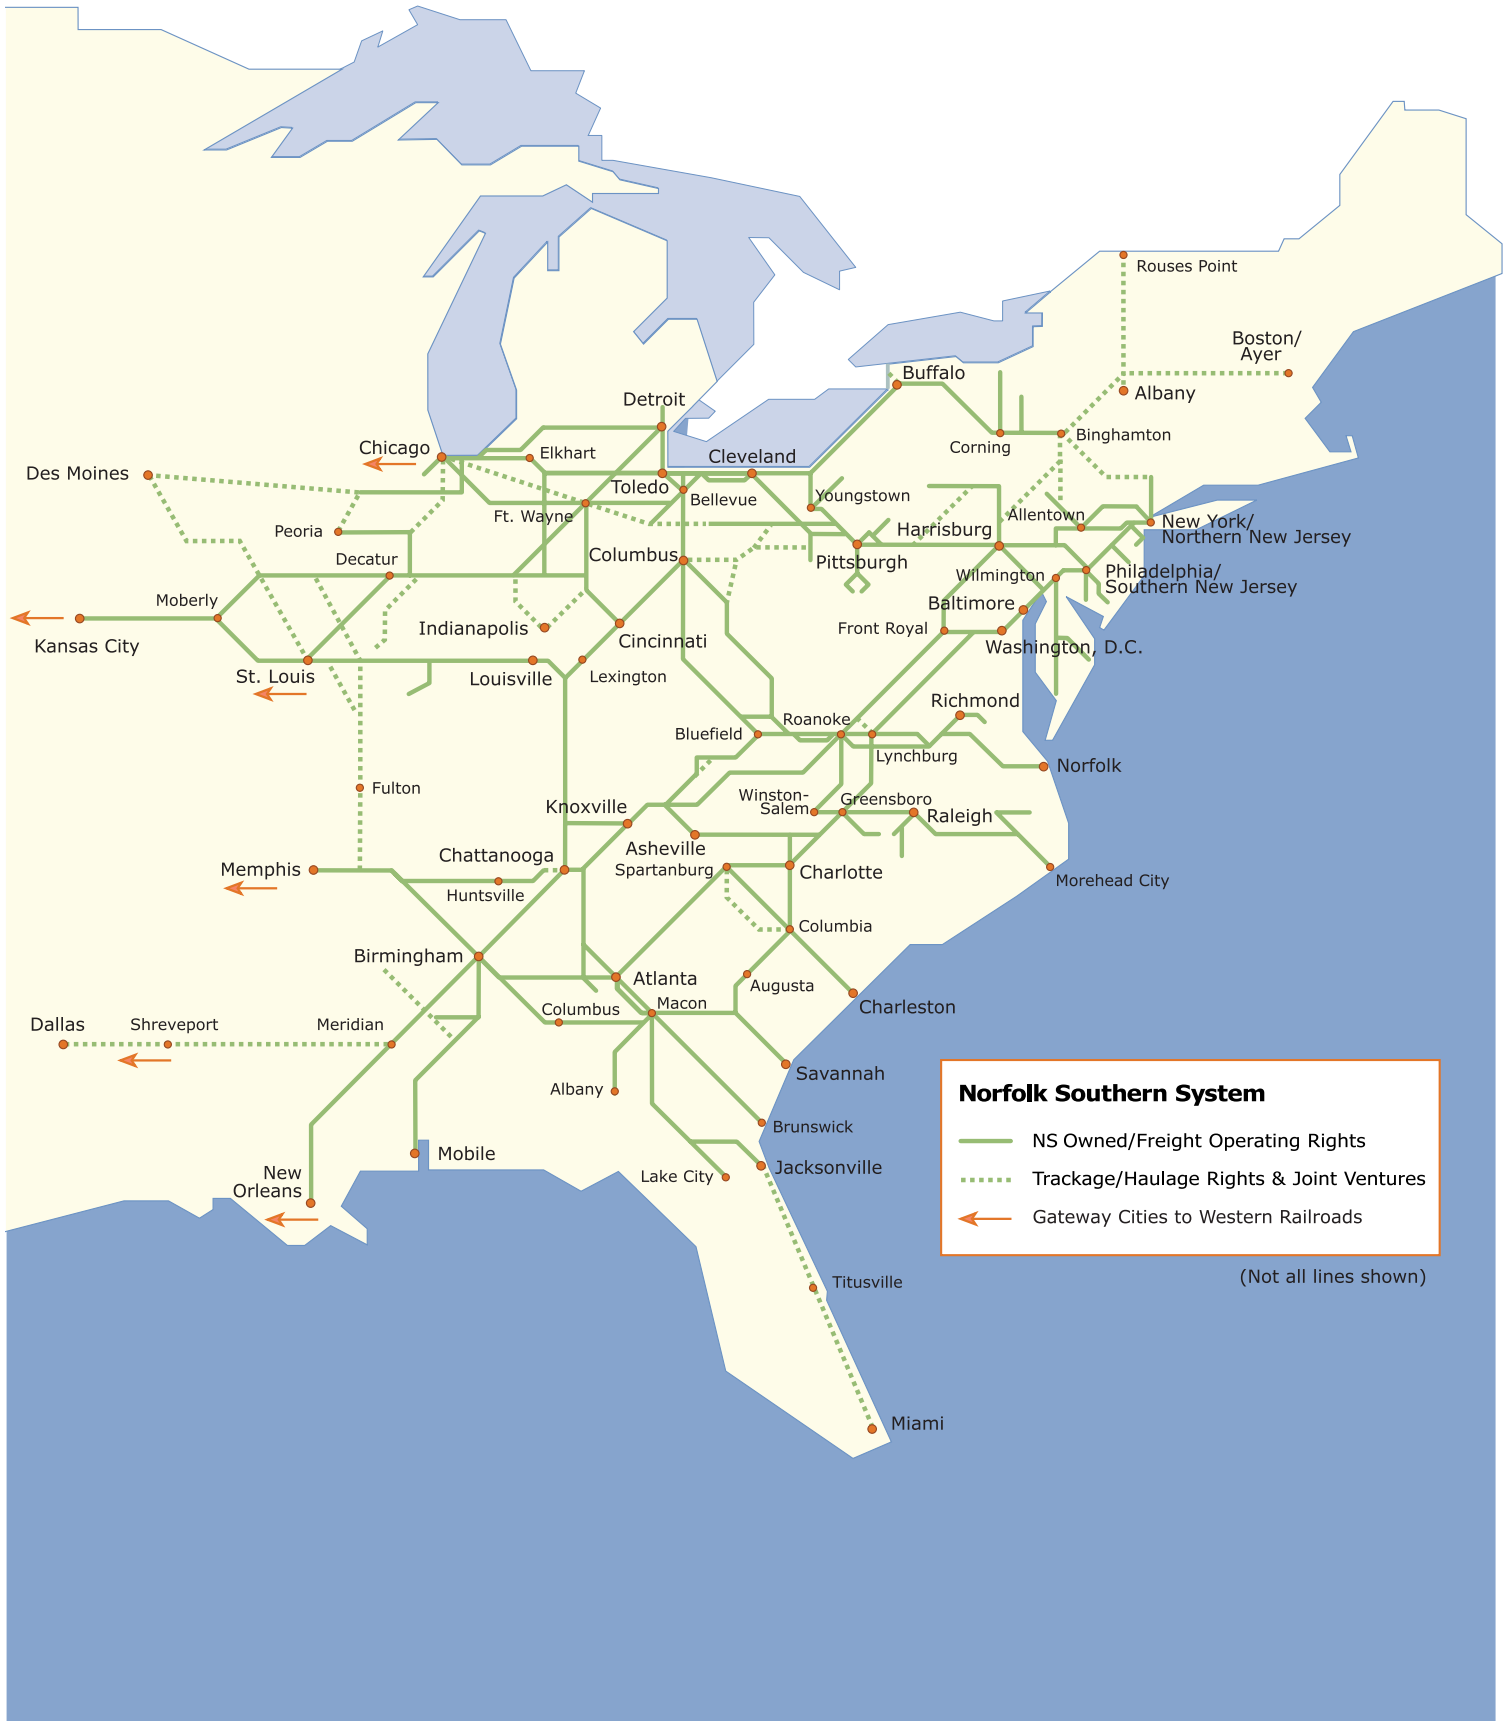 Rouses Point
Boston/
Ayer
Buffalo
Albany
Detroit
Chicago
Elkhart
Corning
Binghamton
Des Moines
Cleveland
Toledo
Bellevue
Youngstown
Ft. Wayne
Allentown
New York/
Northern New Jersey
Peoria
Harrisburg
Decatur
Columbus
Pittsburgh
Wilmington
Philadelphia/
Southern New Jersey
Moberly
Baltimore
Kansas City
Indianapolis
Cincinnati
Front Royal
Washington, D.C.
St. Louis
Louisville
Lexington
Richmond
Roanoke
Bluefield
Lynchburg
Norfolk
Fulton
Winston-
Salem
Greensboro
Knoxville
Raleigh
Asheville
Chattanooga
Memphis
Spartanburg
Charlotte
Morehead City
Huntsville
Columbia
Birmingham
Atlanta
Augusta
Charleston
Columbus
Macon
Dallas
Shreveport
Meridian
Savannah
Albany
Brunswick
Mobile
Jacksonville
Lake City
New
Orleans
Titusville
Miami
Norfolk Southern System
NS Owned/Freight Operating Rights
Trackage/Haulage Rights & Joint Ventures
Gateway Cities to Western Railroads
(Not all lines shown)